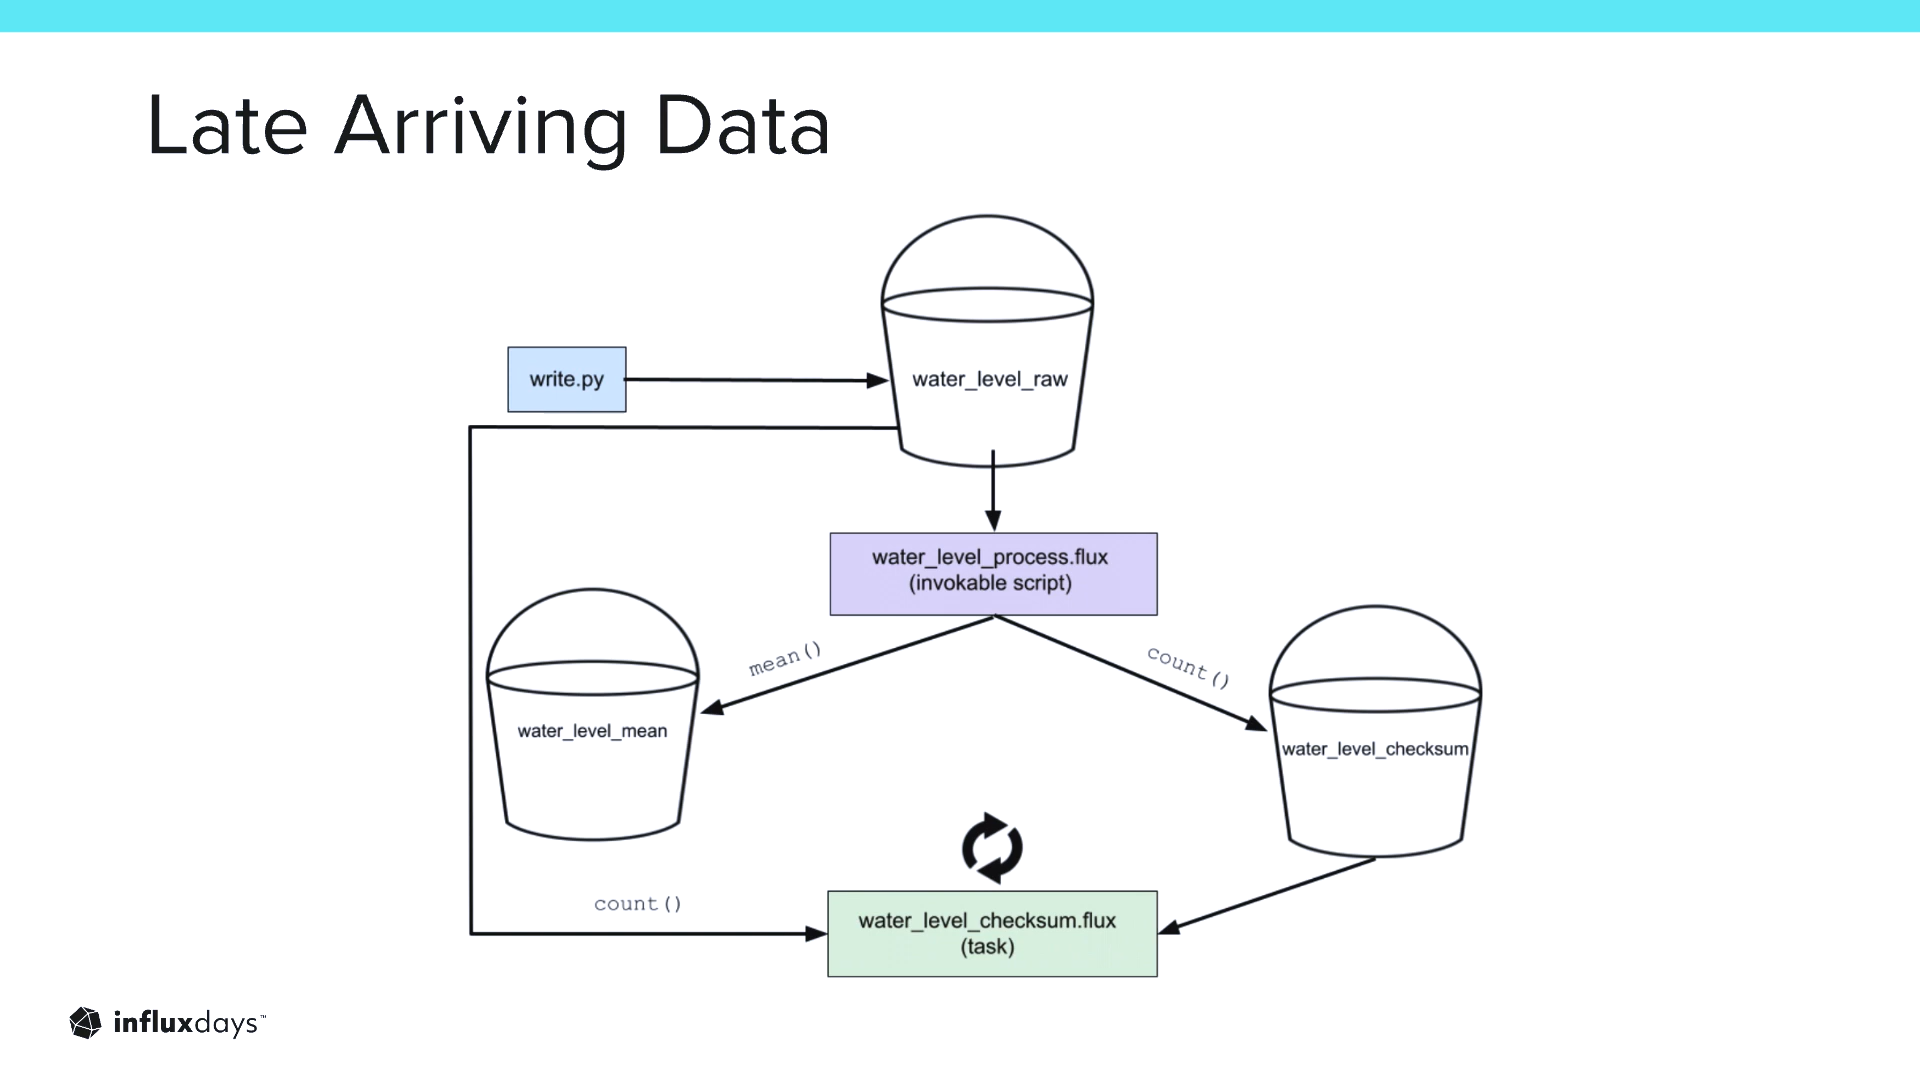 Late Arriving Data
write.py
water_level_raw
water_level_process.flux
(invokable script)
mean()
count()
water_level_mean
water_level_checksum
count()
water_level_checksum.flux
(task)
influxdays™